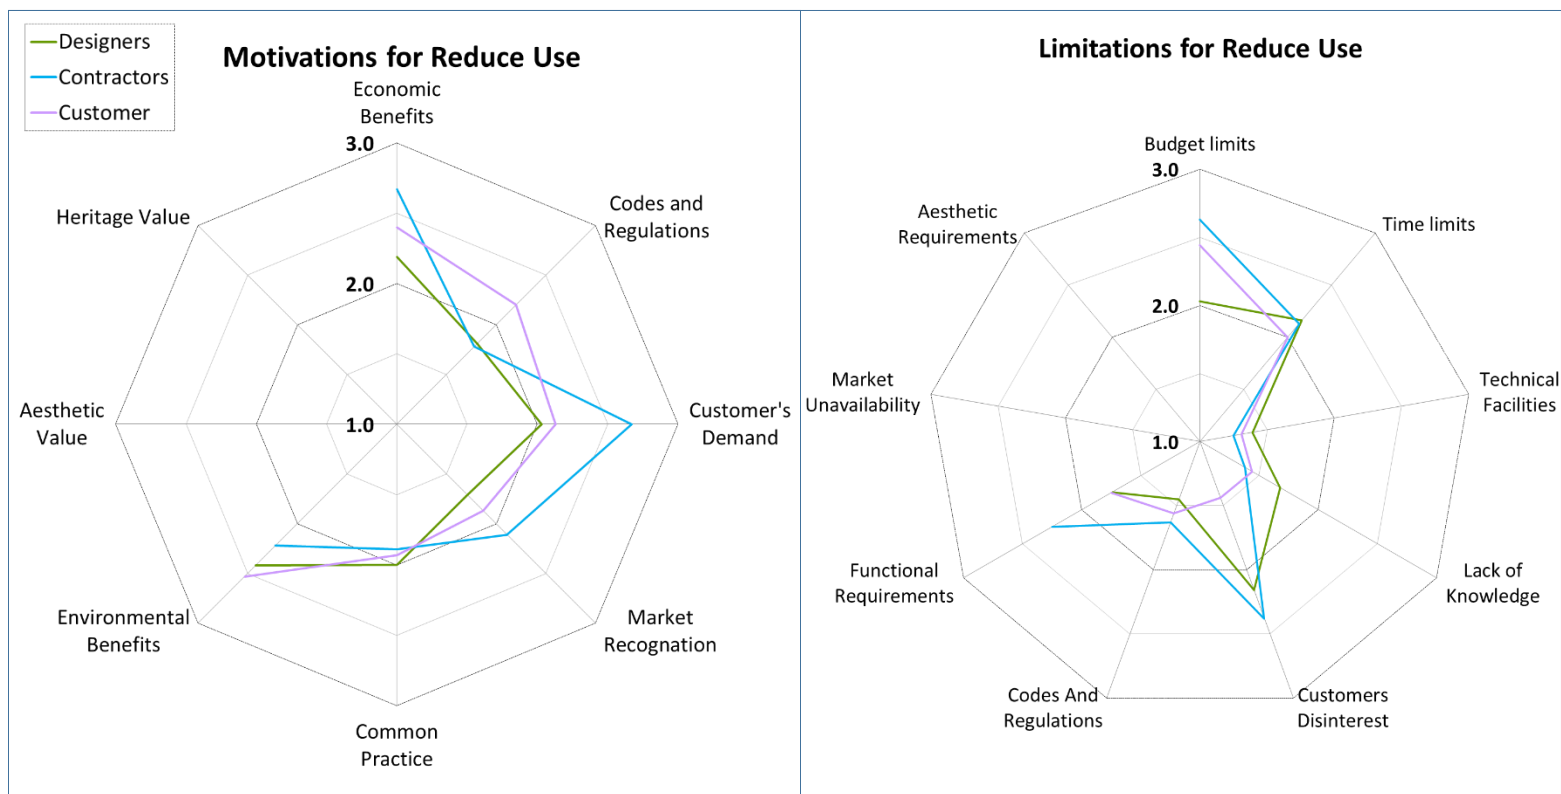 Designers
Contractors
Customer
Motivations for Reduce Use
Economic
Benefits
3.0
Codes and
Regulations
Heritage Value
2.0
Aesthetic
Value
1.0
Customer's
Demand
Environmental
Benefits
Market
Recognation
Common
Practice
Limitations for Reduce Use
Budget limits
3.0
Aesthetic
Requirements
Time limits
2.0
Market
Unavailability
Technical
Facilities
1.0
Functional
Requirements
Lack of
Knowledge
Codes And
Regulations
Customers
Disinterest